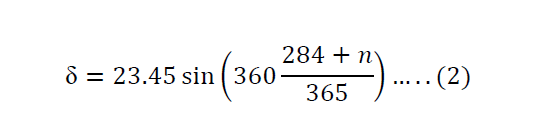 δ = 23.45 sin (360 (284 + n)/365) ….. (2)